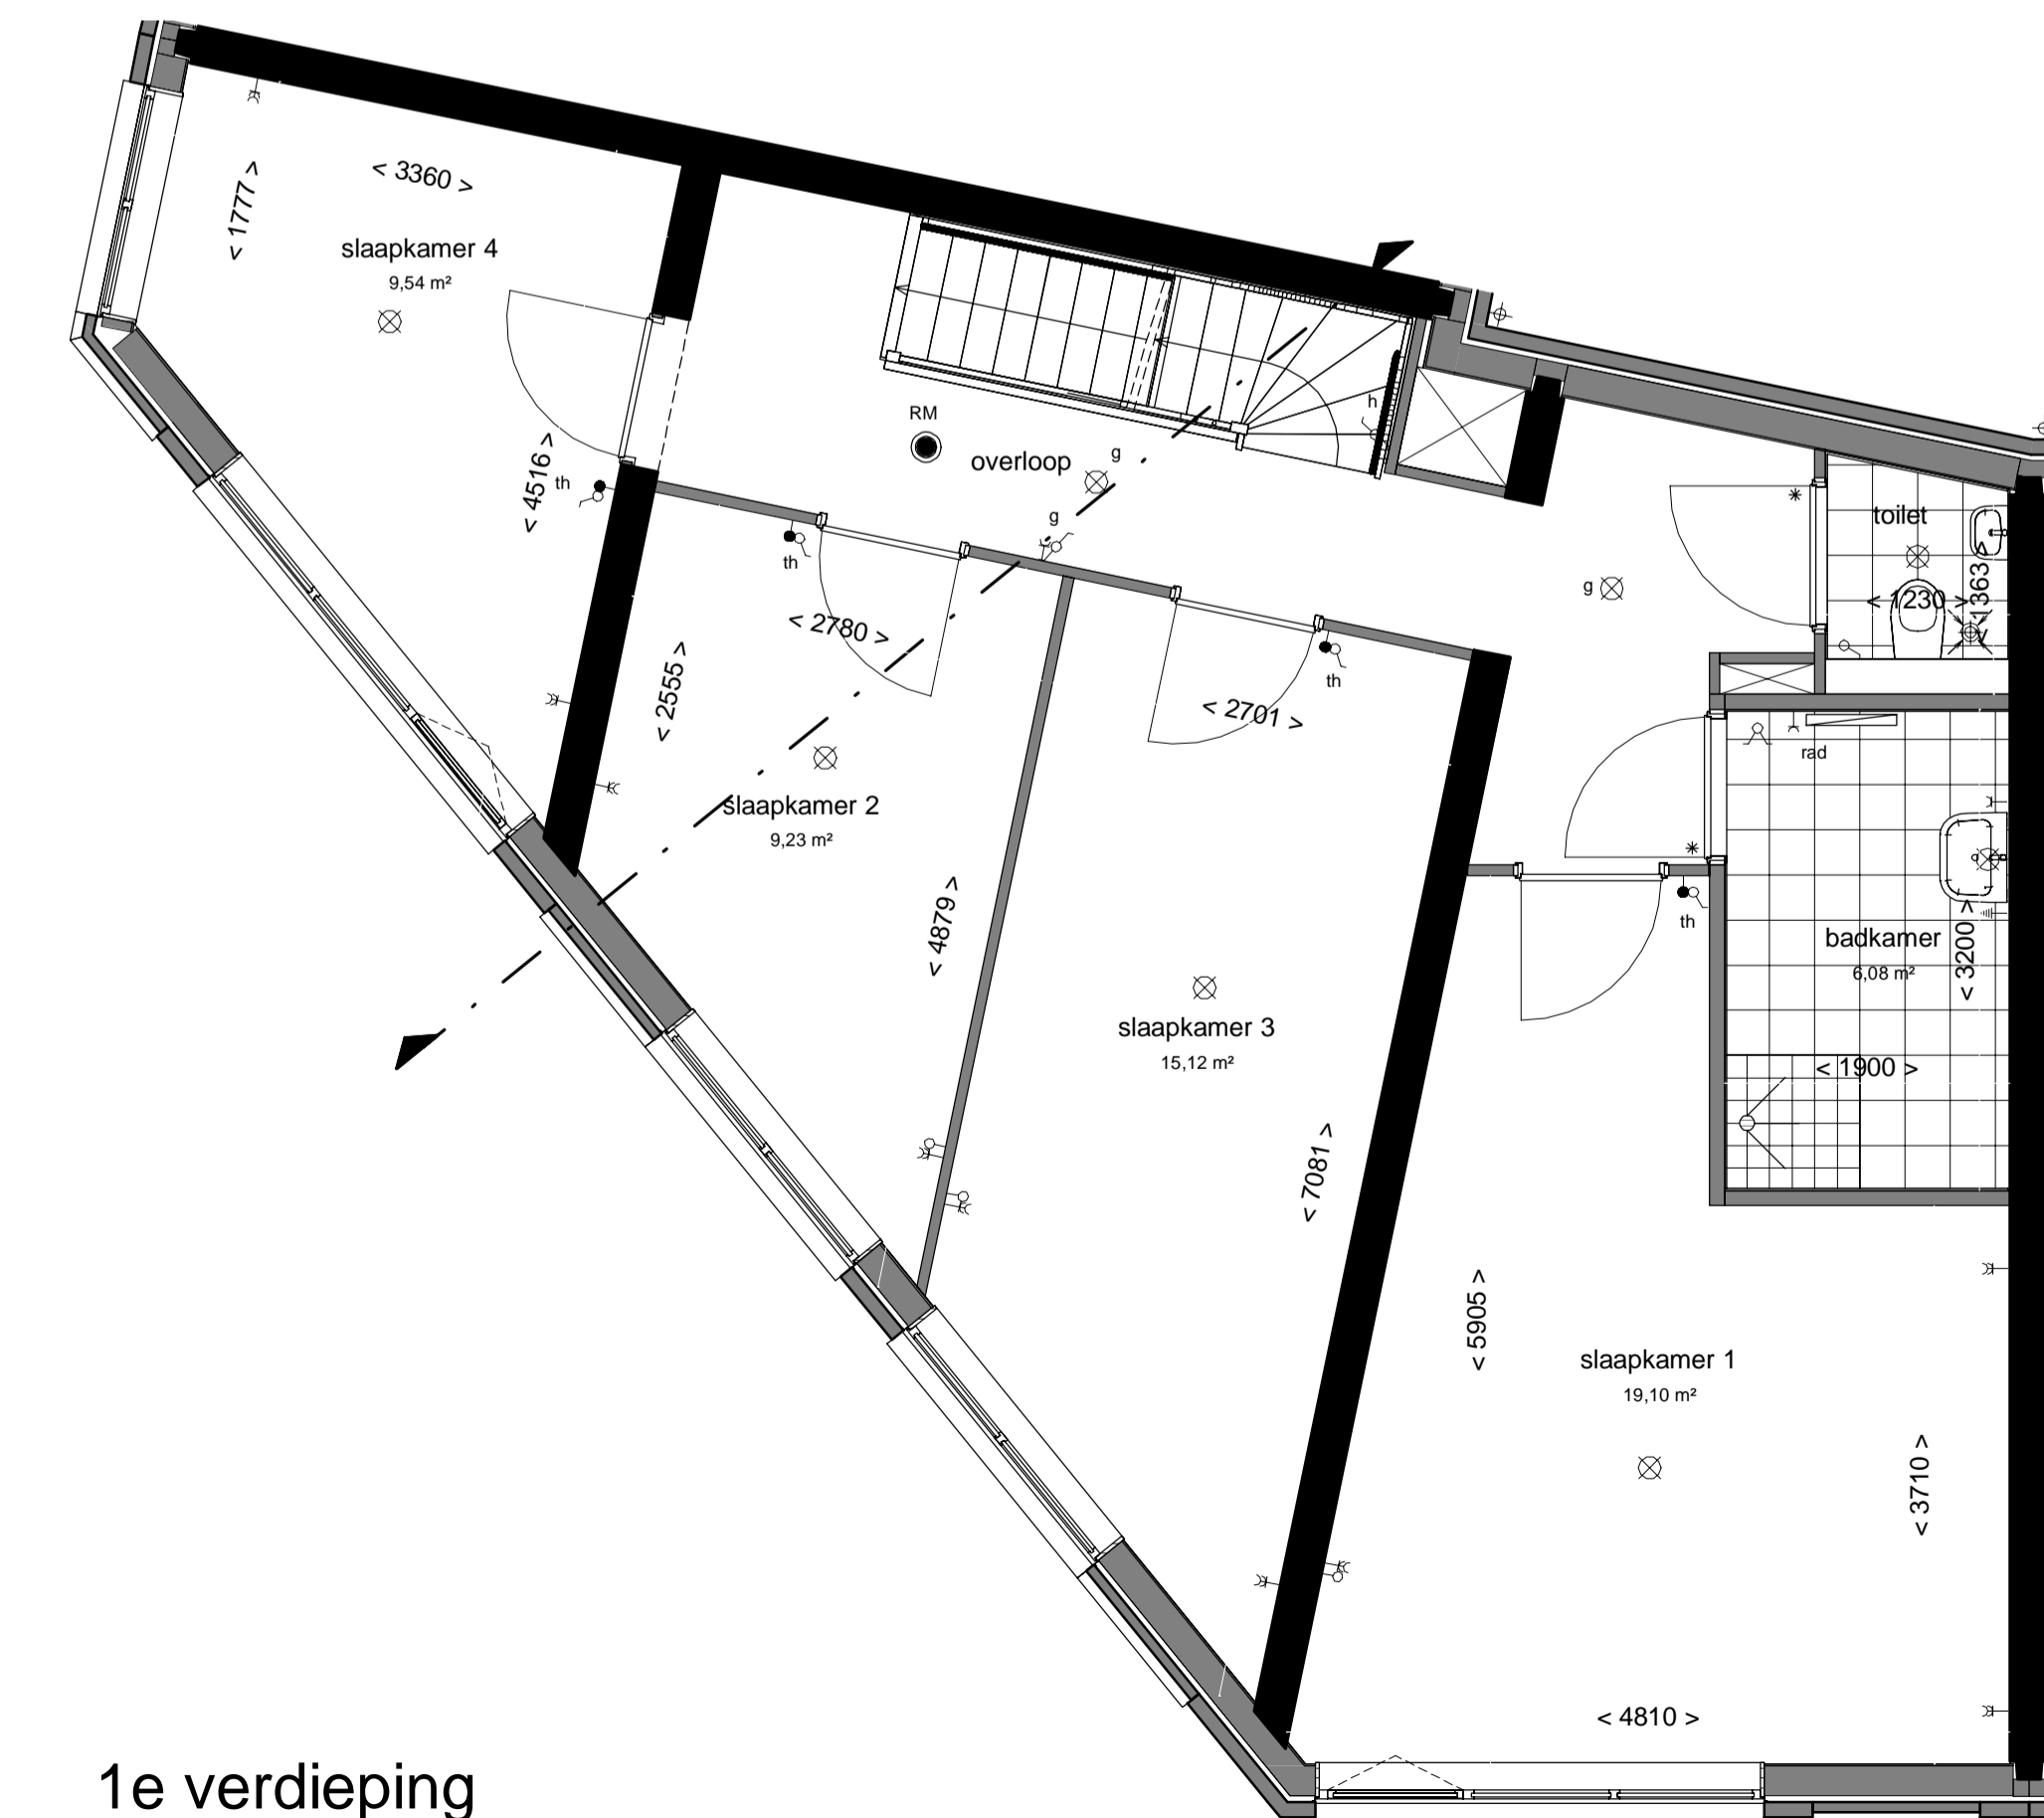 < 3360 >
< 1777 >
slaapkamer 4
9,54 m²
< 4516 >
th
RM
overloop
g
h
g
th
< 2780 >
< 2555 >
slaapkamer 2
9,23 m²
< 4879 >
< 2701 >
th
slaapkamer 3
15,12 m²
< 7081 >
g
toilet
< 1230 >
< 1363 >
rad
badkamer
6,08 m²
< 3200 >
< 1900 >
th
< 5905 >
slaapkamer 1
19,10 m²
< 3710 >
< 4810 >
1e verdieping